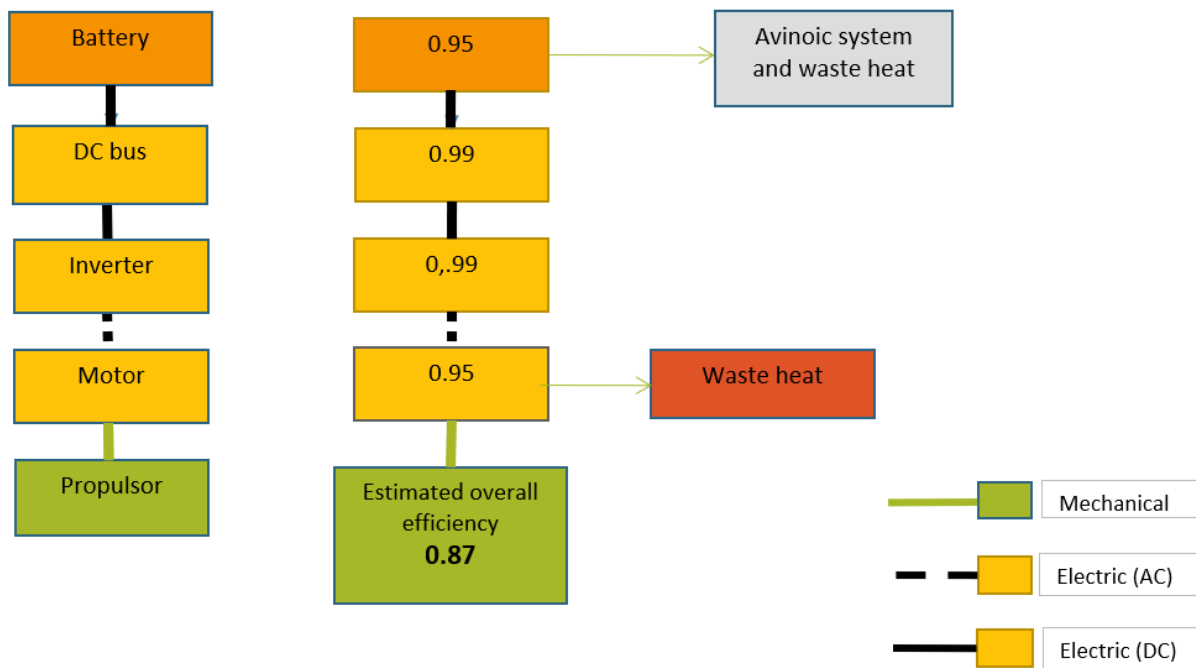 Battery
0.95
Avinoic system
and waste heat
DC bus
0.99
Inverter
0,.99
Motor
0.95
Waste heat
Propulsor
Estimated overall
efficiency
0.87
Mechanical
Electric (AC)
Electric (DC)